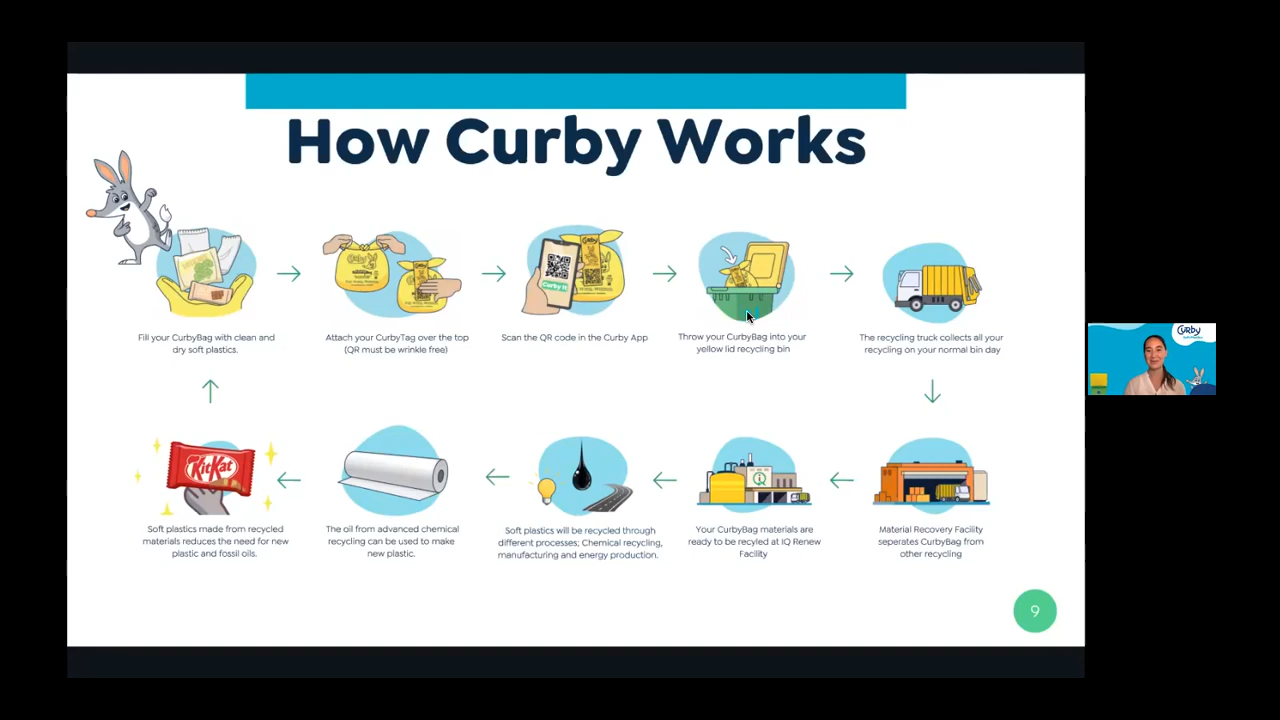 How Curby Works
Fill your CurbyBag with clean and
dry soft plastics.
Attach your CurbyTag over the top
(QR must be wrinkle free)
Scan the QR code in the Curby App
Throw your CurbyBag into your
yellow lid recycling bin
The recycling truck collects all your
recycling on your normal bin day
Curby
Curby It
Curby
KitKat
Soft plastics made from recycled
materials reduces the need for new
plastic and fossil oils.
The oil from advanced chemical
recycling can be used to make
new plastic.
Soft plastics will be recycled through
different processes; Chemical recycling,
manufacturing and energy production.
Your CurbyBag materials are
ready to be recyled at IQ Renew
Facility
Material Recovery Facility
seperates CurbyBag from
other recycling
9
Curby